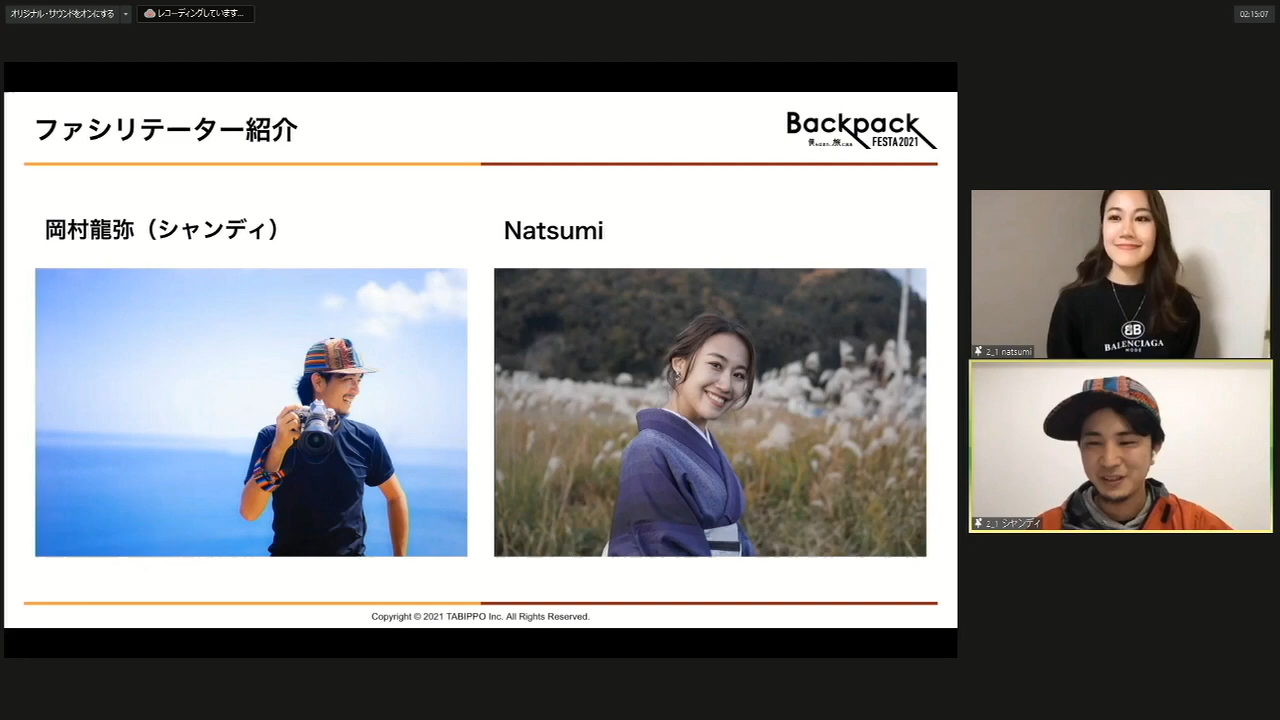 オリジナル・サウンドをオンにする
レコーディングしています...
02:15:07
ファシリテーター紹介
Backpack
FESTA 2021
岡村龍弥（シャンディ）
Natsumi
BALENCIAGA
2_1 natsumi
2_1 シャンディ
Copyright © 2021 TABIPPO Inc. All Rights Reserved.